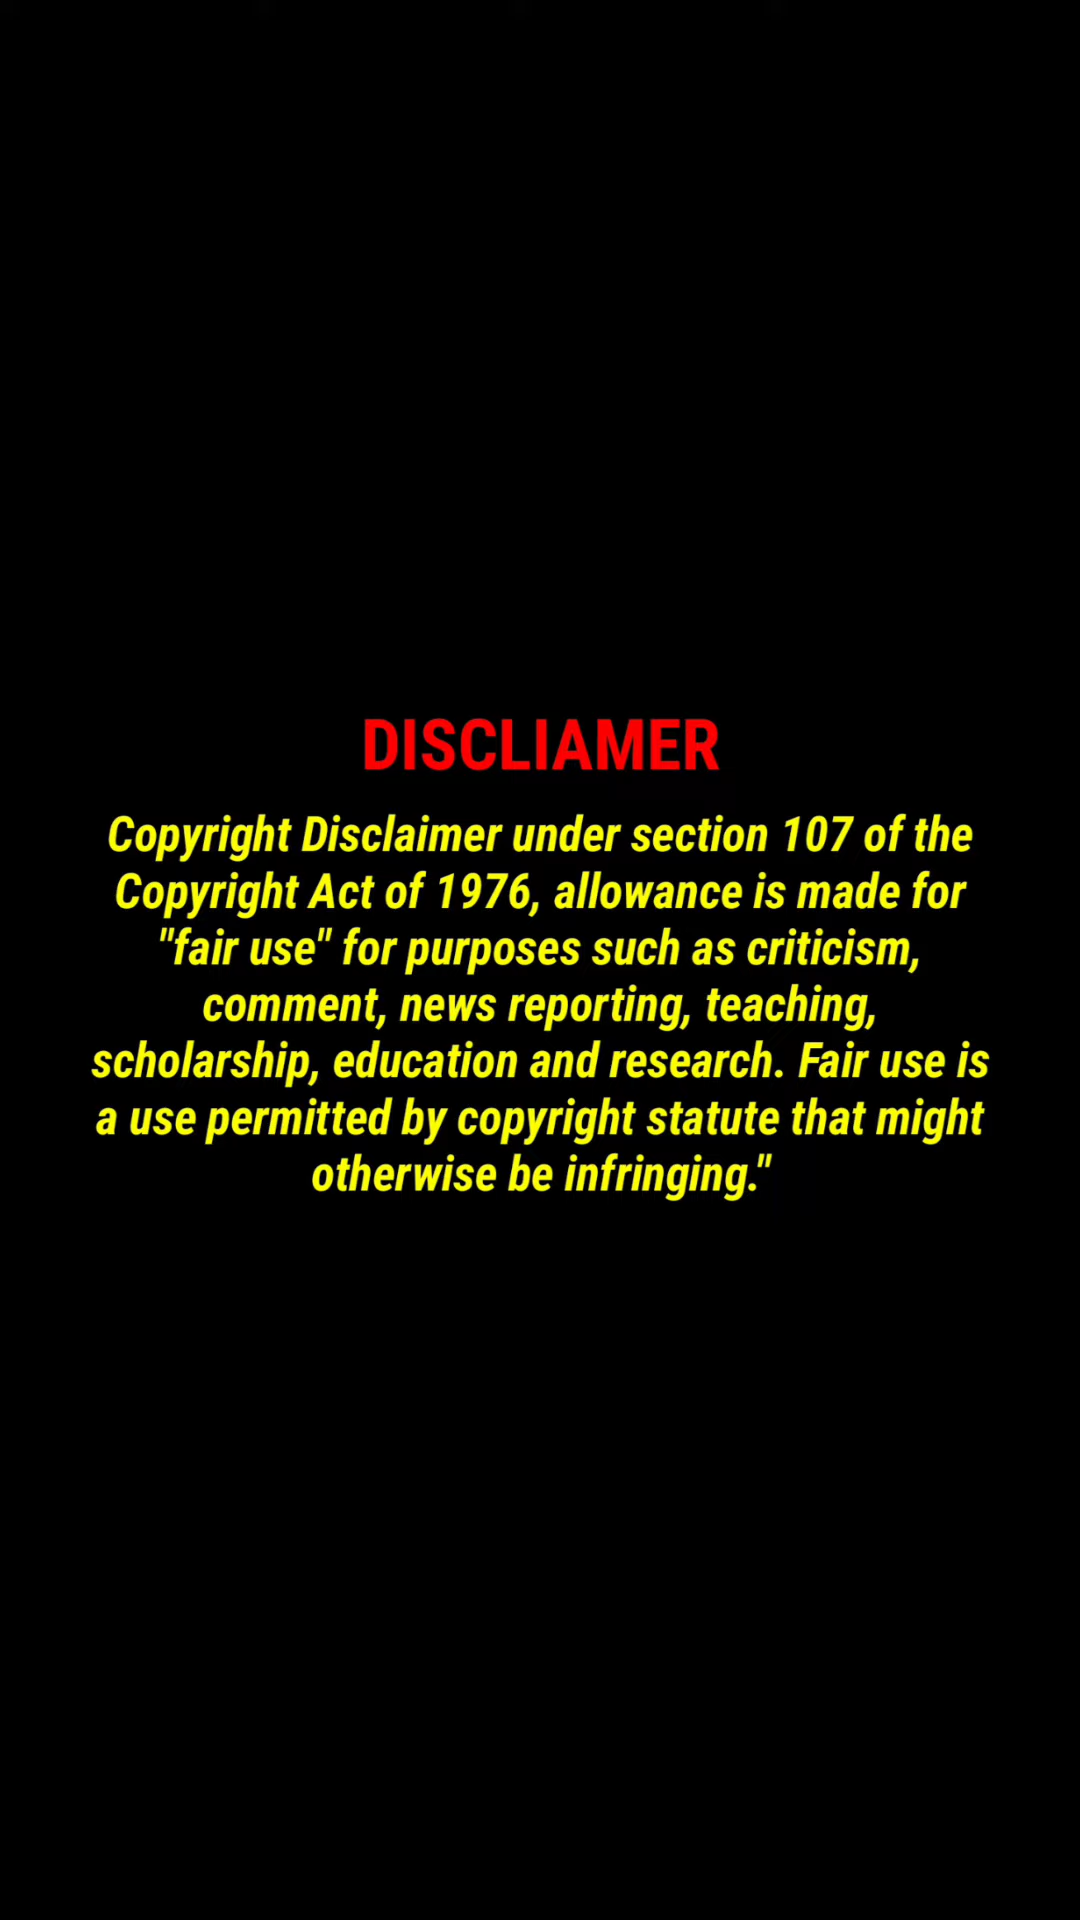 DISCLIAMER
Copyright Disclaimer under section 107 of the
Copyright Act of 1976, allowance is made for
"fair use" for purposes such as criticism,
comment, news reporting, teaching,
scholarship, education and research. Fair use is
a use permitted by copyright statute that might
otherwise be infringing."